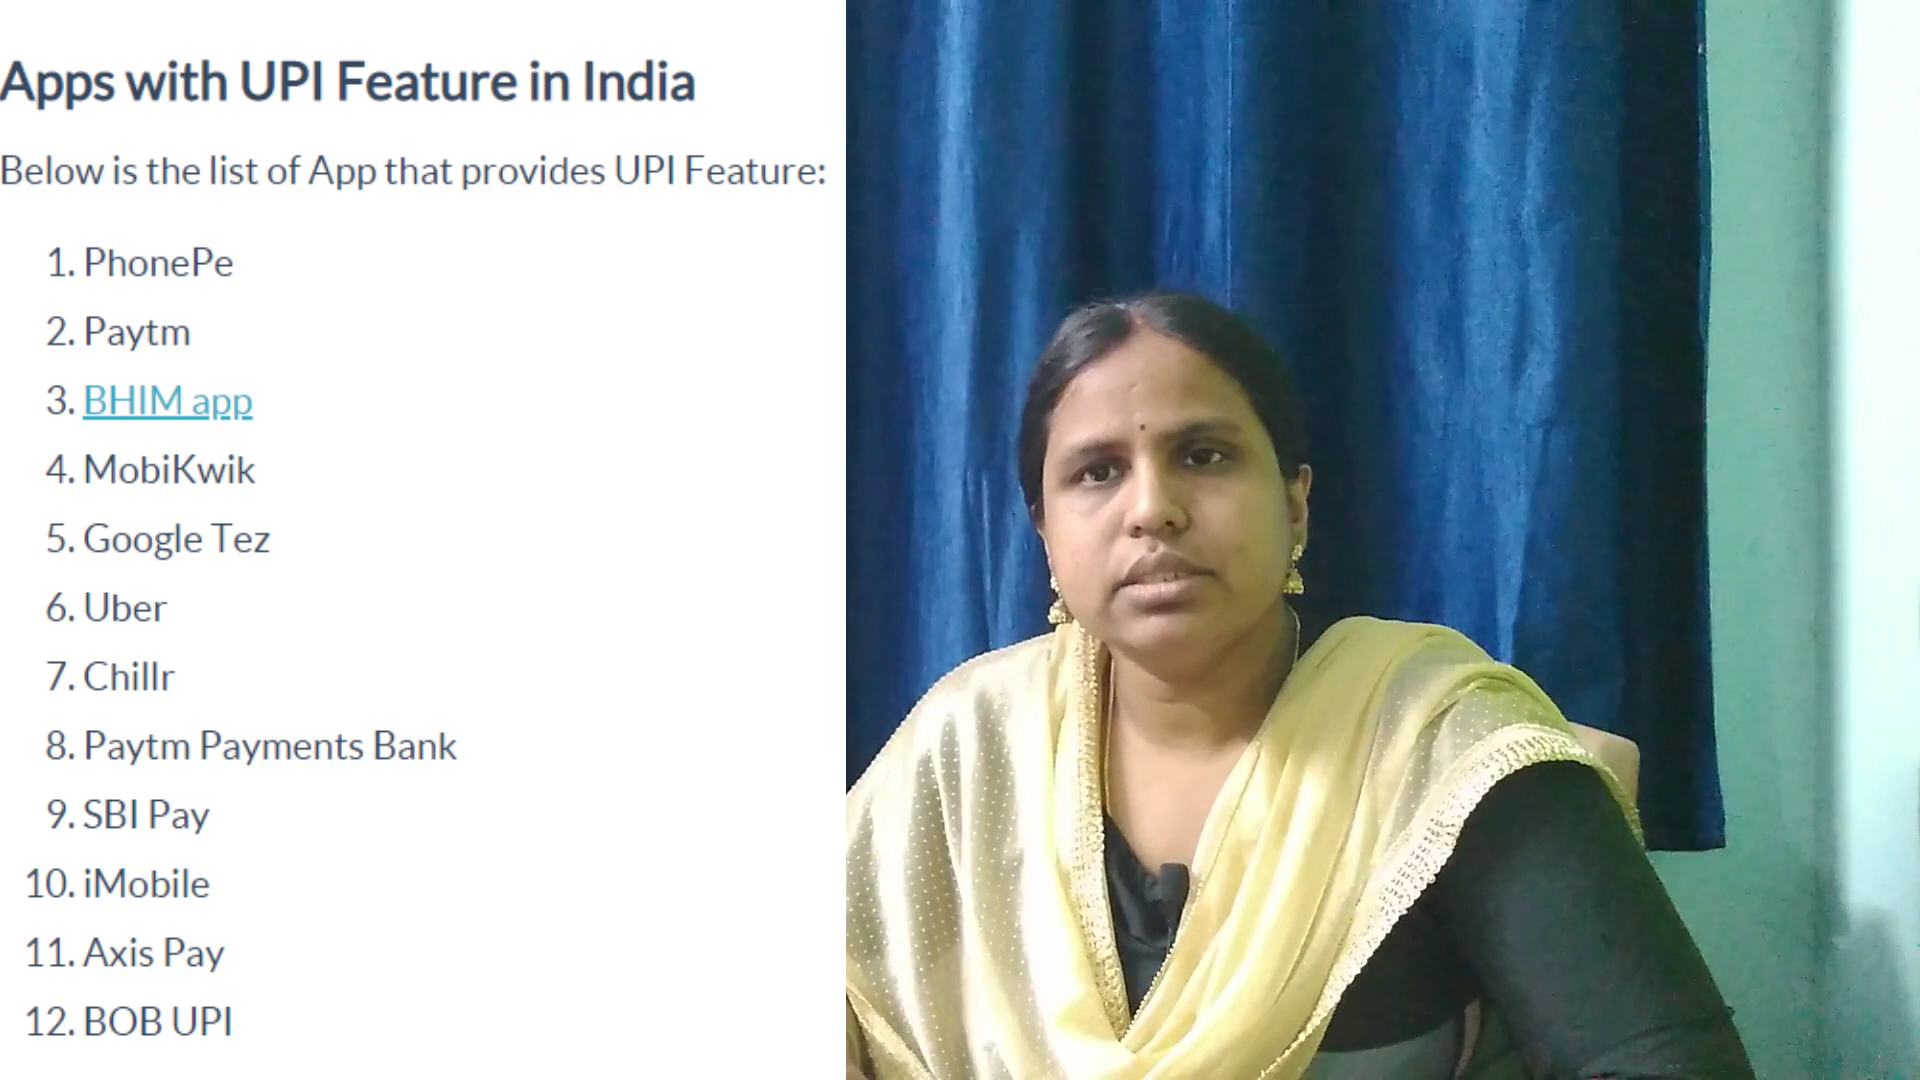 Apps with UPI Feature in India
Below is the list of App that provides UPI Feature:
1. PhonePe
2. Paytm
3. BHIM app
4. MobiKwik
5. Google Tez
6. Uber
7. Chillr
8. Paytm Payments Bank
9. SBI Pay
10. iMobile
11. Axis Pay
12. BOB UPI